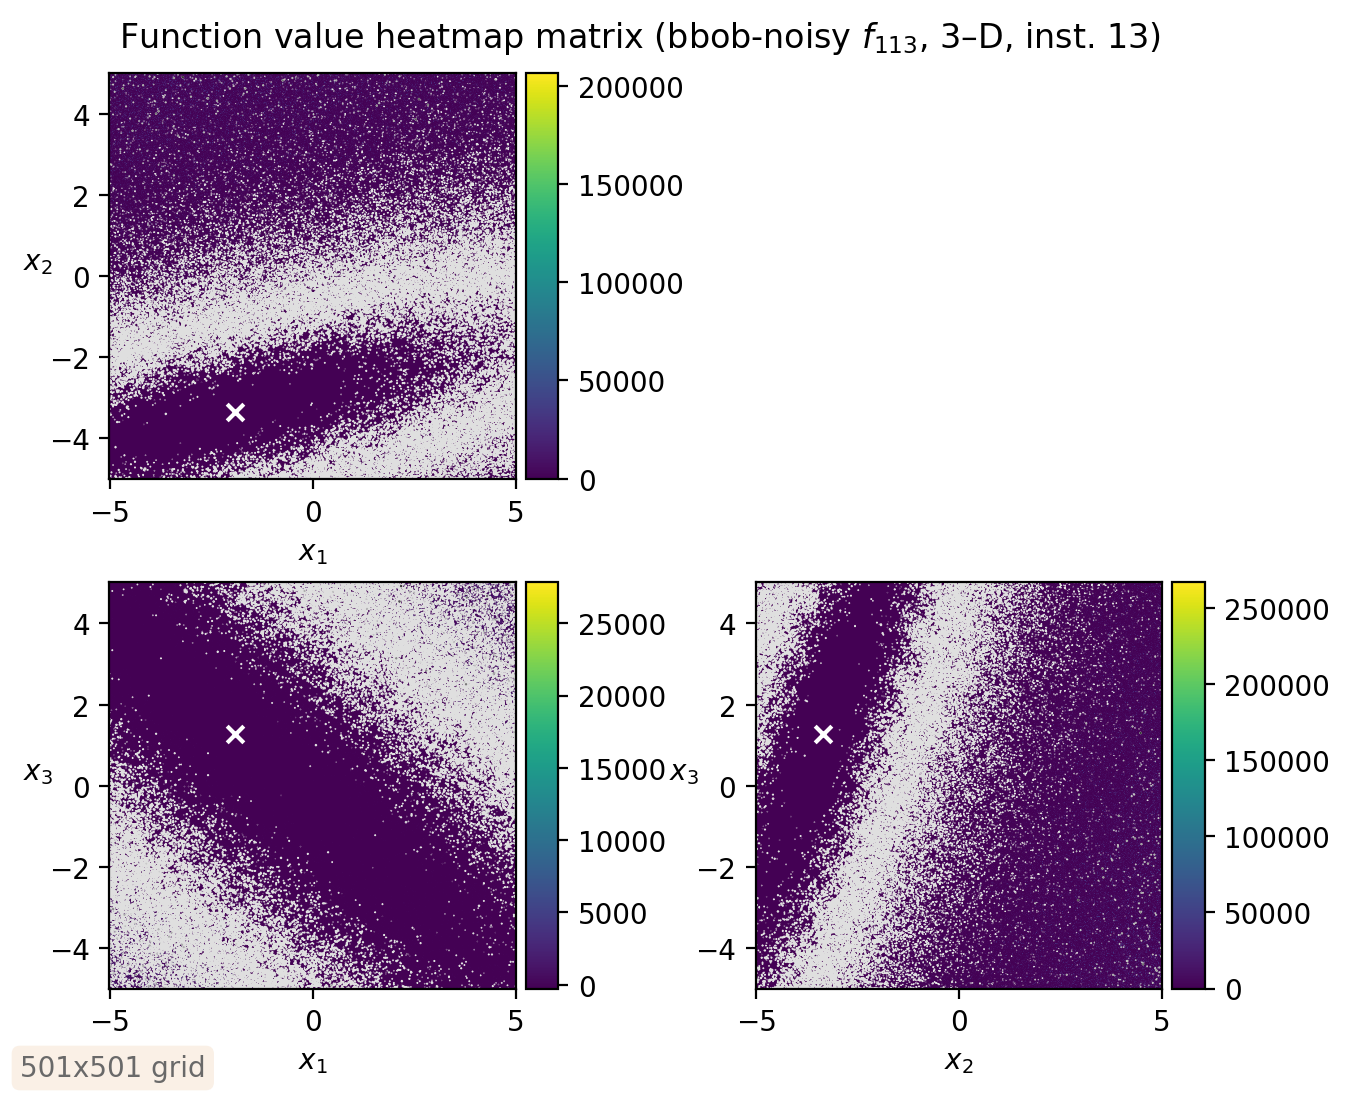 Function value heatmap matrix (bbob-noisy f113, 3–D, inst. 13)
4
2
0
−2
−4
x2
−5 0 5
x1
200000
150000
100000
50000
0
4
2
0
−2
−4
x3
−5 0 5
x1
25000
20000
15000
10000
5000
0
4
2
0
−2
−4
x3
−5 0 5
x2
250000
200000
150000
100000
50000
0
501x501 grid